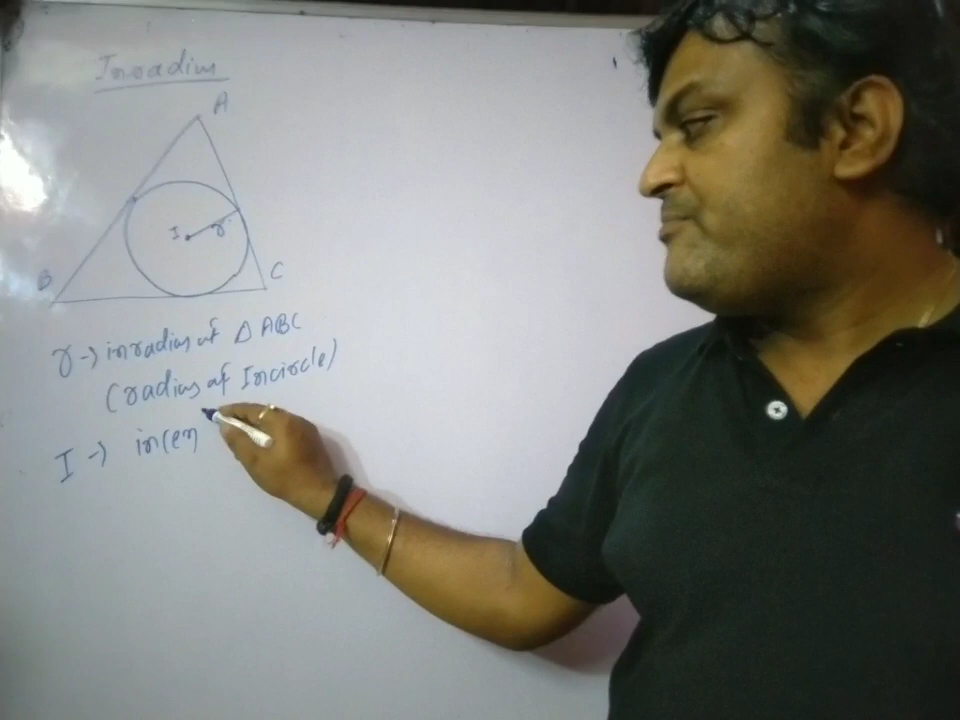 Inradius
A
I r
B
C
r → inradius of Δ ABC
(radius of Incircle)
I → incen